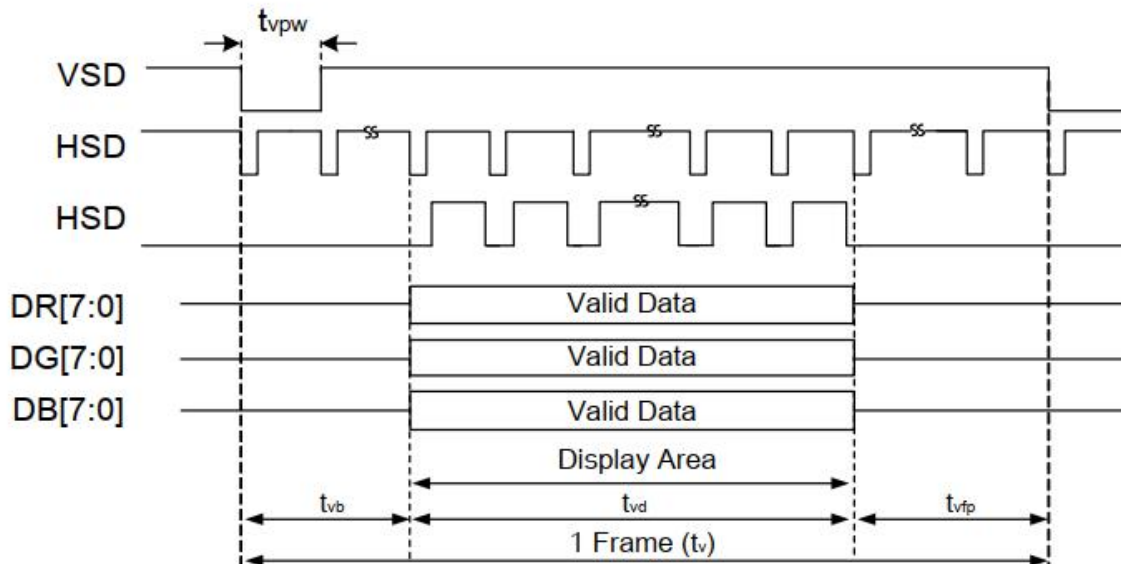 tvpw
VSD
HSD
HSD
DR[7:0] Valid Data
DG[7:0] Valid Data
DB[7:0] Valid Data
Display Area
tvb tvd tvfp
1 Frame (tv)